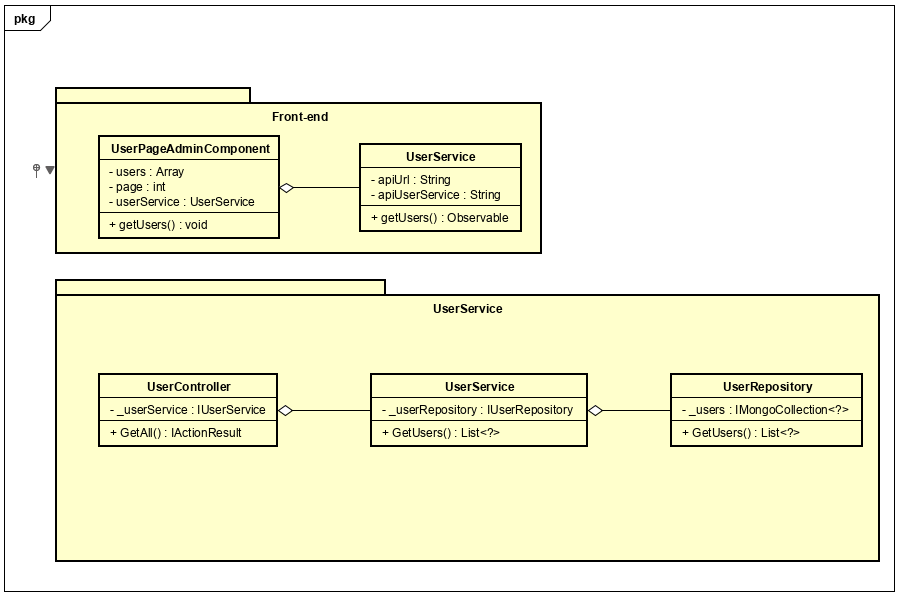 pkg
Front-end
UserPageAdminComponent
- users : Array
- page : int
- userService : UserService
+ getUsers() : void
UserService
- apiUrl : String
- apiUserService : String
+ getUsers() : Observable
UserService
UserController
- _userService : IUserService
+ GetAll() : IActionResult
UserService
- _userRepository : IUserRepository
+ GetUsers() : List<?>
UserRepository
- _users : IMongoCollection<?>
+ GetUsers() : List<?>